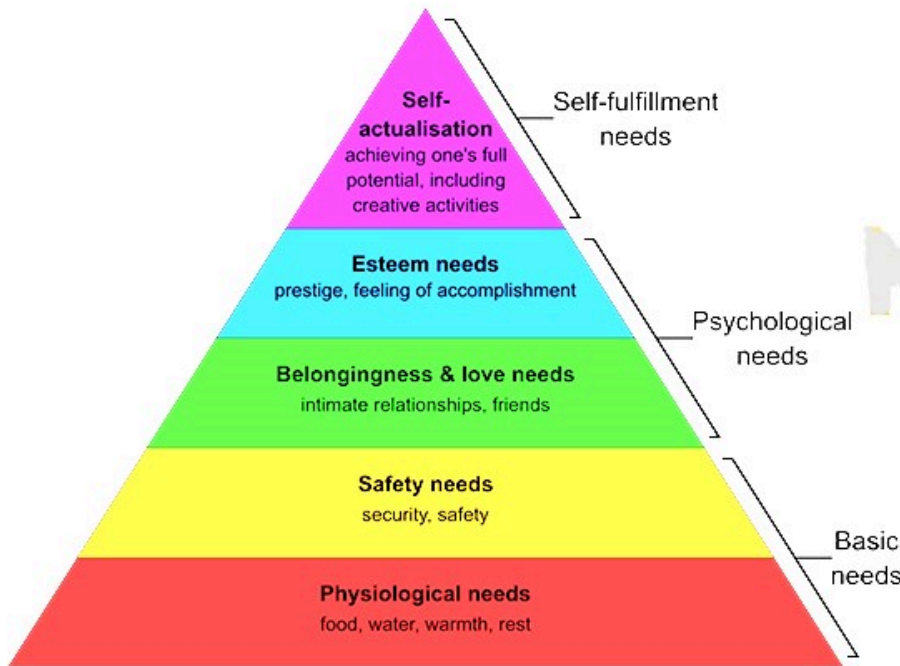 Self-
actualisation
achieving one's full
potential, including
creative activities
Self-fulfillment
needs
Esteem needs
prestige, feeling of accomplishment
Psychological
needs
Belongingness & love needs
intimate relationships, friends
Safety needs
security, safety
Basic
needs
Physiological needs
food, water, warmth, rest